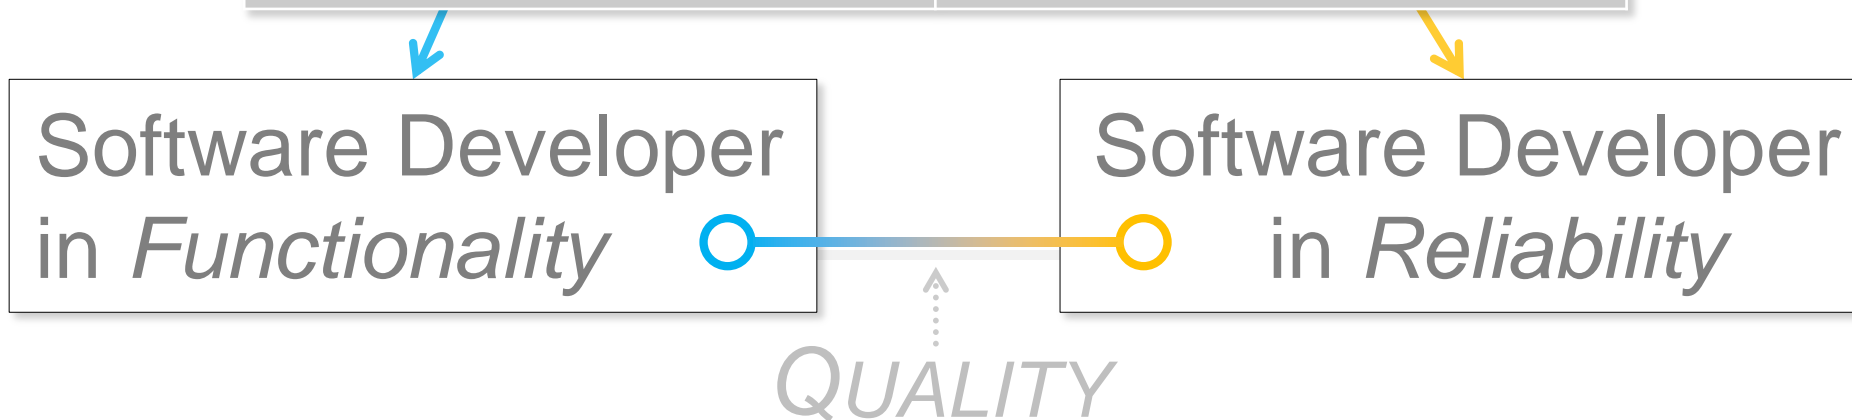 Software Developer
in Functionality
Software Developer
in Reliability
QUALITY